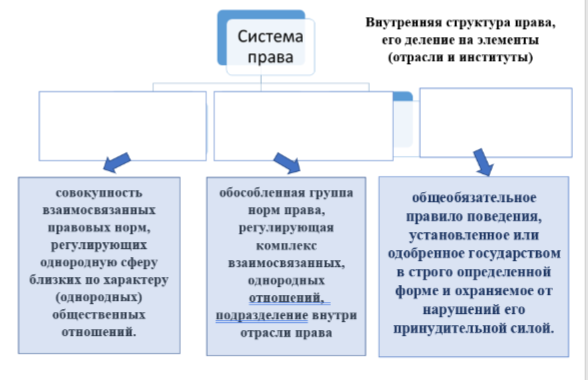 Система
права
Внутренняя структура права,
его деление на элементы
(отрасли и институты)
совокупность
взаимосвязанных
правовых норм,
регулирующих
однородную сферу
близких по характеру
(однородных)
общественных
отношений.
обособленная группа
норм права,
регулирующая
комплекс
взаимосвязанных,
однородных
отношений,
подразделение внутри
отрасли права
общеобязательное
правило поведения,
установленное или
одобренное государством
в строго определенной
форме и охраняемое от
нарушений его
принудительной силой.